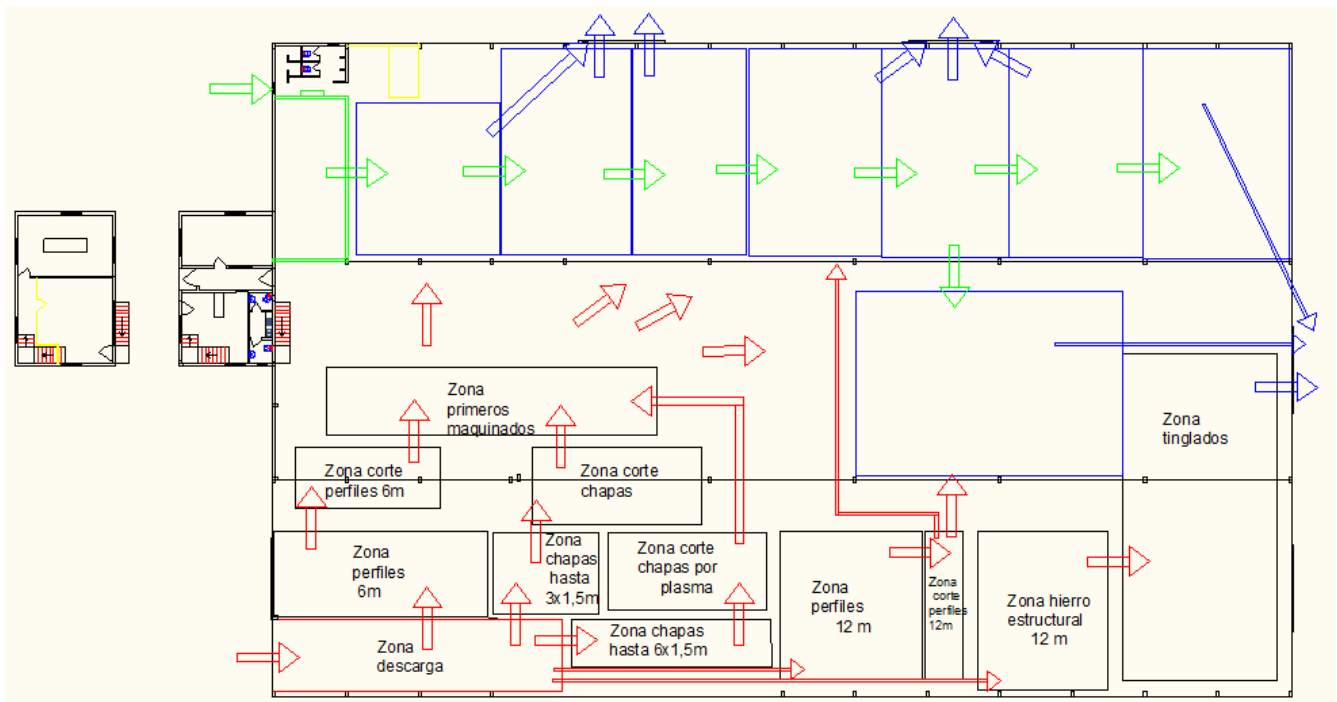 Zona
primeros
maquinados
Zona
tinglados
Zona corte
perfiles 6m
Zona corte
chapas
Zona
perfiles
6m
Zona
chapas
hasta
3x1,5m
Zona corte
chapas por
plasma
Zona
perfiles
12 m
Zona
corte
perfiles
12m
Zona hierro
estructural
12 m
Zona
descarga
Zona chapas
hasta 6x1,5m